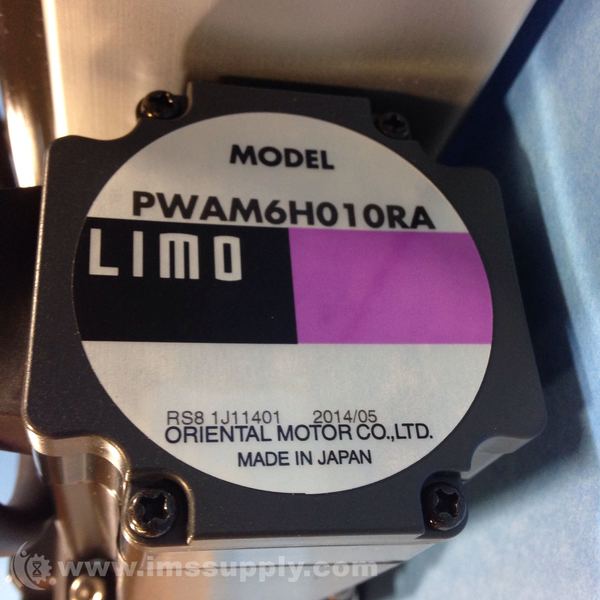 MODEL
PWAM6H010RA
LIMO
RS8 1J11401 2014/05
ORIENTAL MOTOR CO.,LTD.
MADE IN JAPAN
www.imssupply.com